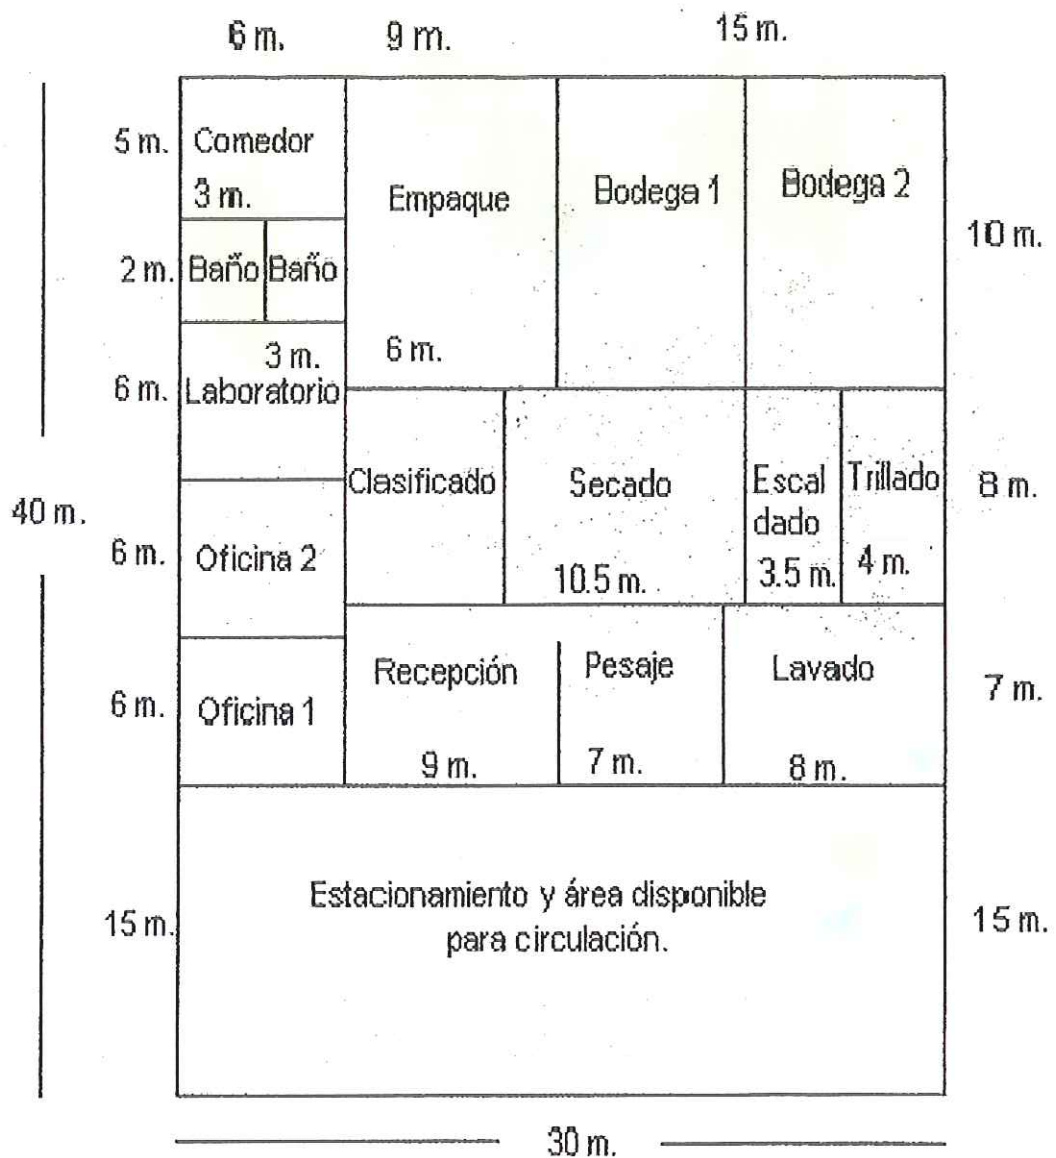 6 m.
9 m.
15 m.
5 m.
Comedor
3 m.
Empaque
Bodega 1
Bodega 2
10 m.
2 m.
Baño
Baño
3 m.
6 m.
6 m.
Laboratorio
Clasificado
Secado
Escal
dado
Trillado
8 m.
40 m.
6 m.
Oficina 2
10.5 m.
3.5 m.
4 m.
Recepción
Pesaje
Lavado
7 m.
6 m.
Oficina 1
9 m.
7 m.
8 m.
Estacionamiento y área disponible
para circulación.
15 m.
15 m.
30 m.